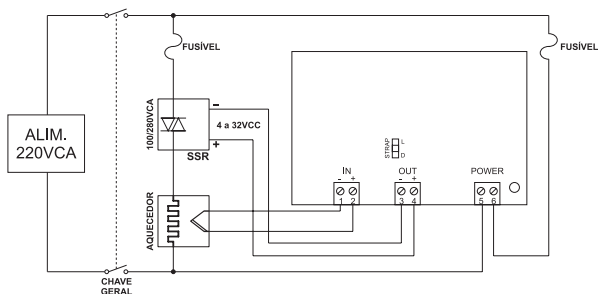 FUSÍVEL
FUSÍVEL
100/280VCA
-
4 a 32VCC
+
SSR
ALIM.
220VCA
STRAP
L
D
IN
OUT
POWER
- +
- +
1 2
3 4
5 6
AQUECEDOR
CHAVE
GERAL